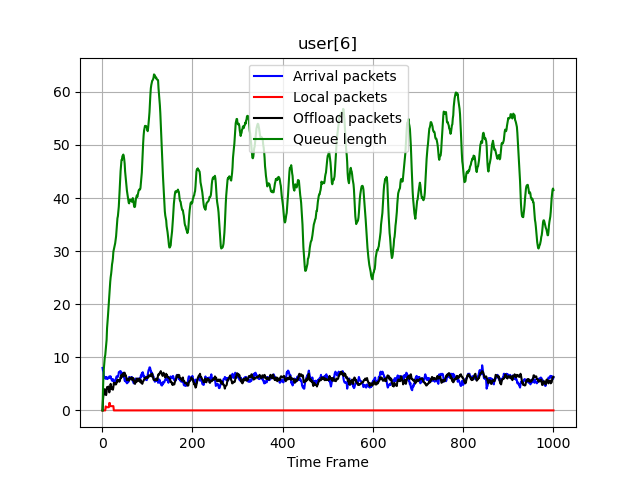 user[6]
Arrival packets
Local packets
Offload packets
Queue length
60
50
40
30
20
10
0
0 200 400 600 800 1000
Time Frame